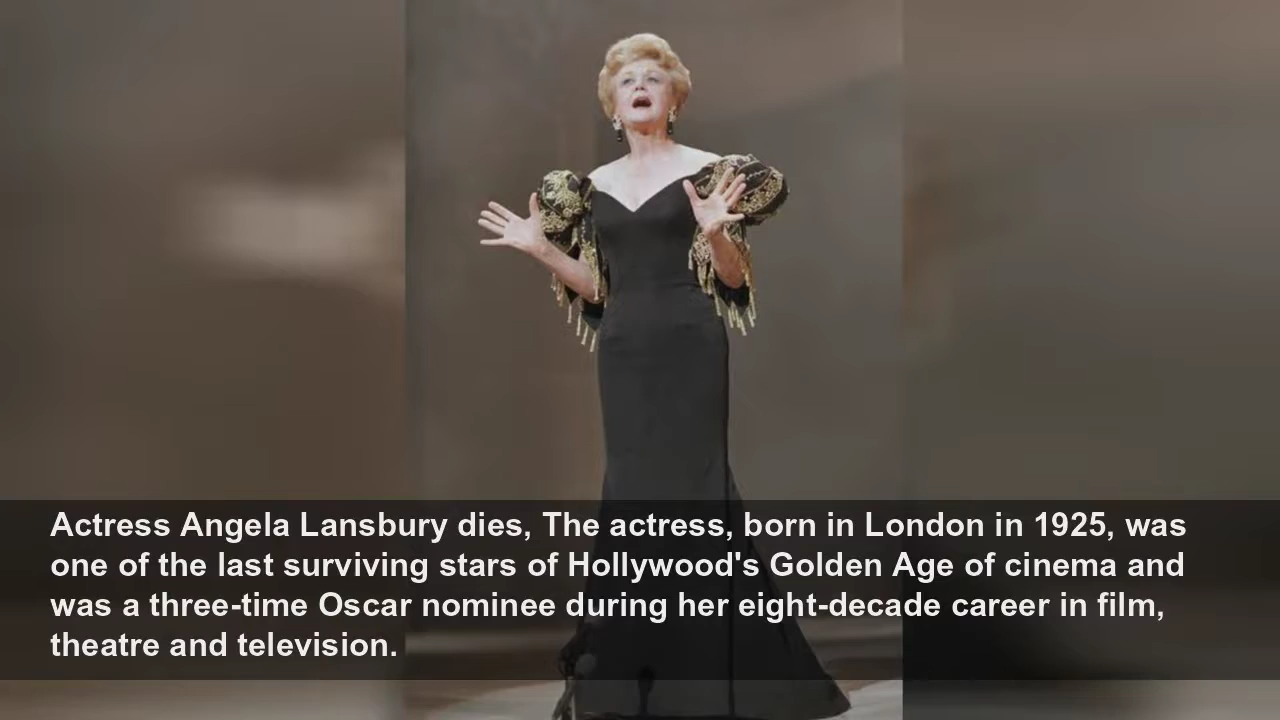 Actress Angela Lansbury dies, The actress, born in London in 1925, was
one of the last surviving stars of Hollywood's Golden Age of cinema and
was a three-time Oscar nominee during her eight-decade career in film,
theatre and television.